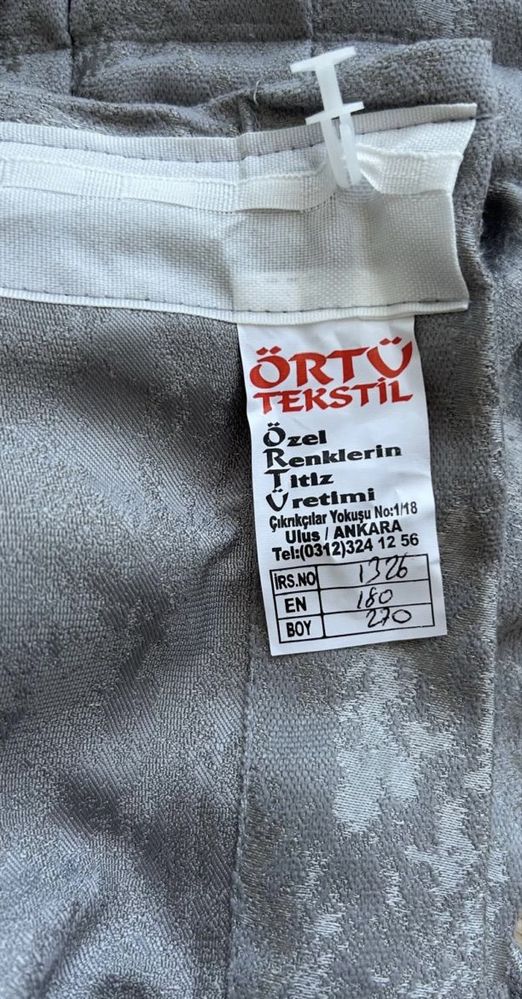 ÖRTÜ
TEKSTİL
Özel
Renklerin
Titiz
Üretimi
Çıkrıkçılar Yokuşu No:1/18
Ulus / ANKARA
Tel:(0312)324 12 56
İRS.NO 1326
EN 180
BOY 270